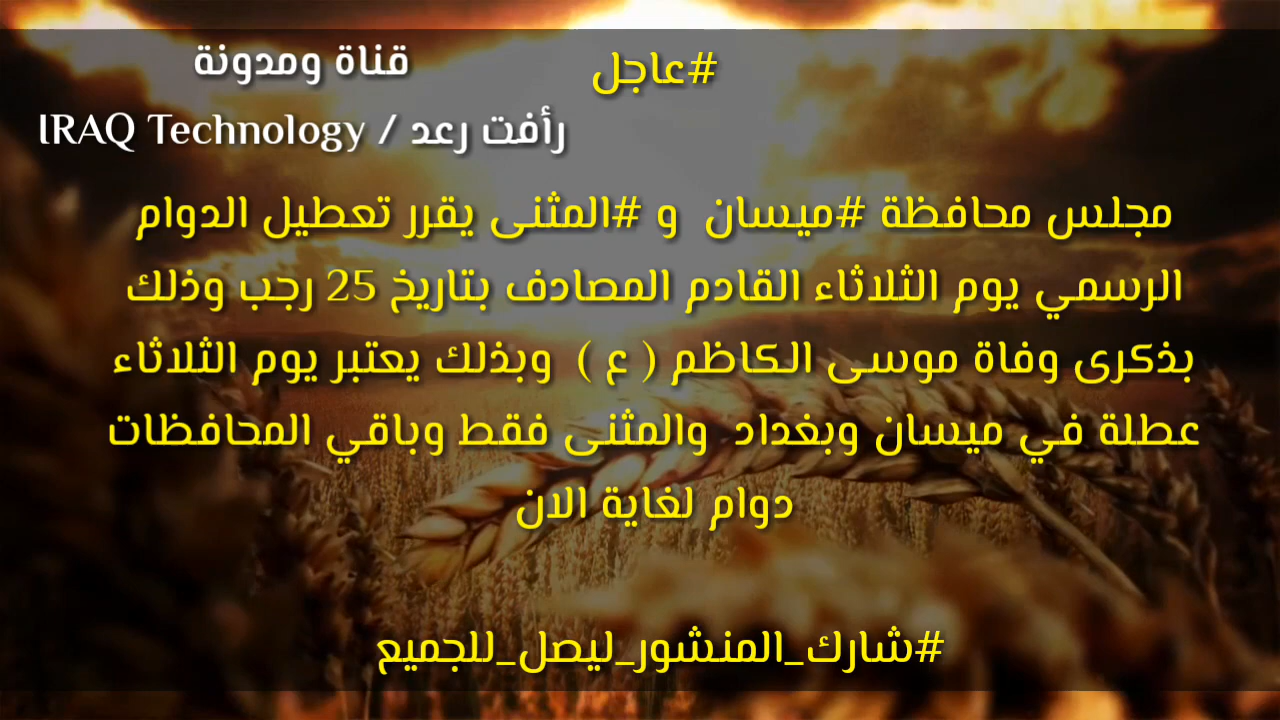 #عاجل
قناة ومدونة
رأفت رعد / IRAQ Technology
مجلس محافظة #ميسان و #المثنى يقرر تعطيل الدوام
الرسمي يوم الثلاثاء القادم المصادف بتاريخ 25 رجب وذلك
بذكرى وفاة موسى الكاظم ( ع ) وبذلك يعتبر يوم الثلاثاء
عطلة في ميسان وبغداد والمثنى فقط وباقي المحافظات
دوام لغاية الان
#شارك_المنشور_ليصل_للجميع